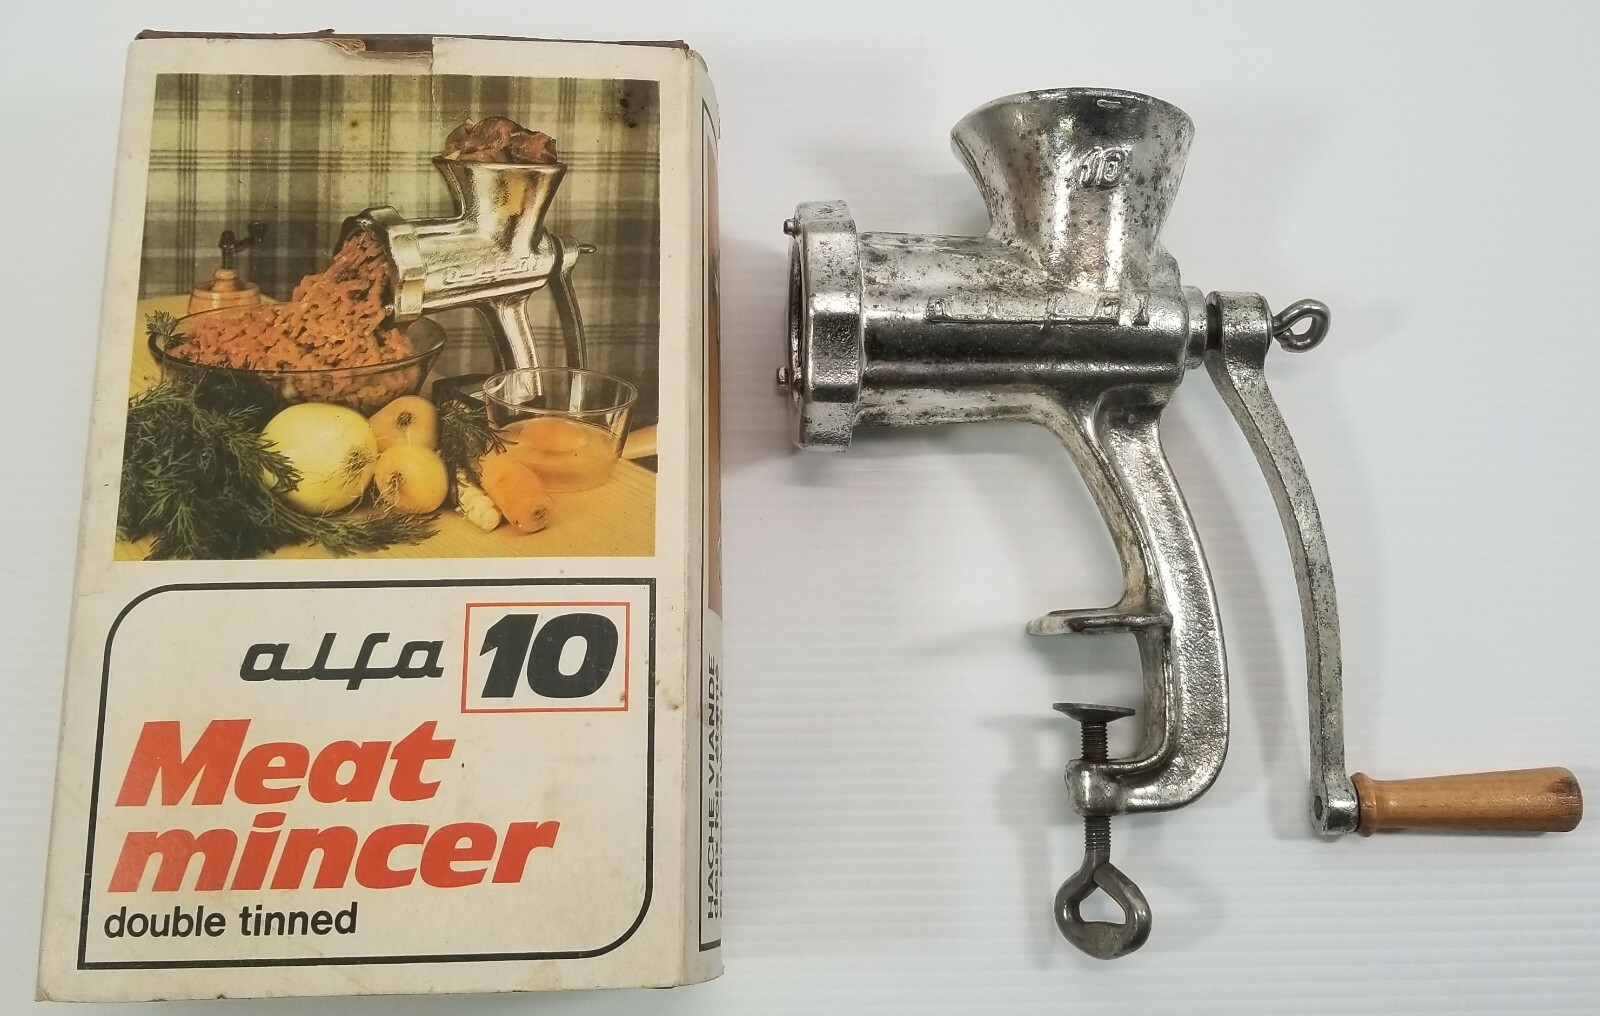 alfa 10
Meat
mincer
double tinned
HACHE VIANDE
10